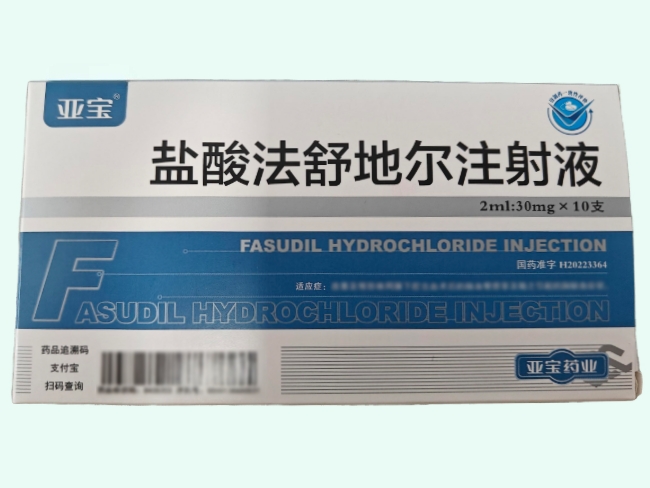 亚宝®
盐酸法舒地尔注射液
2ml:30mg×10支
FASUDIL HYDROCHLORIDE INJECTION
国药准字 H20223364
适应症：
FASUDIL HYDROCHLORIDE INJECTION
药品追溯码
支付宝
扫码查询
亚宝药业